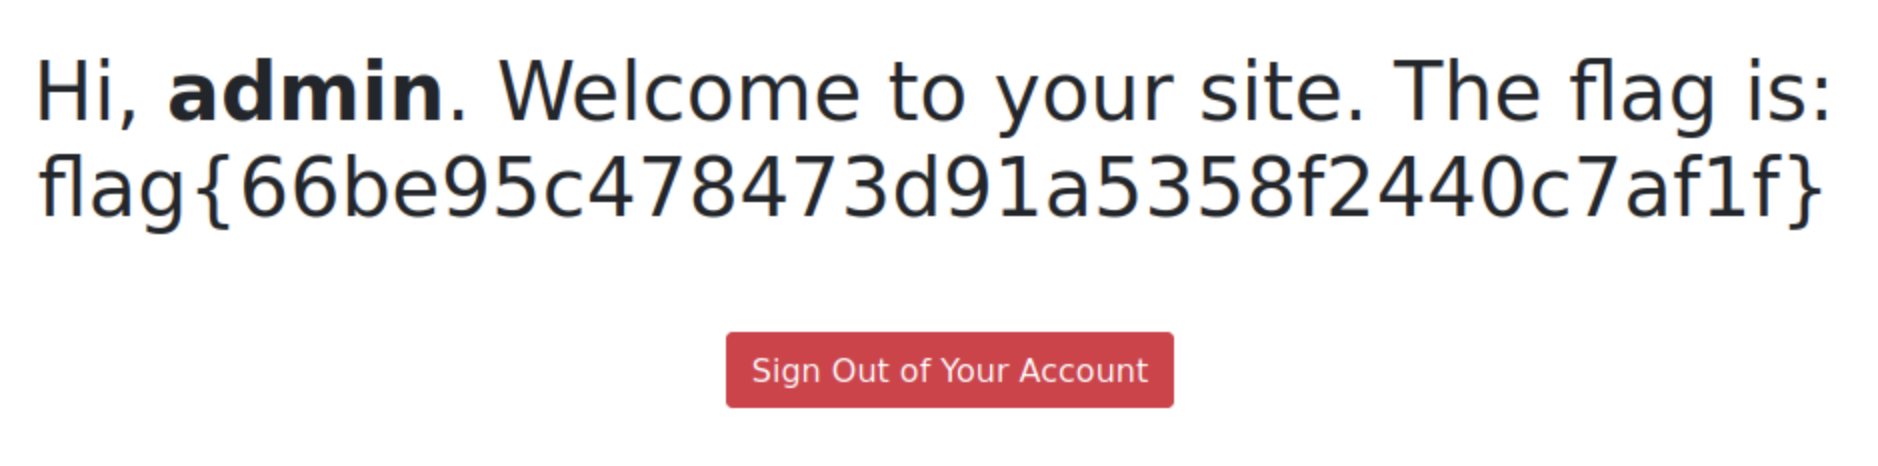 Hi, admin. Welcome to your site. The flag is:
flag{66be95c478473d91a5358f2440c7af1f}
Sign Out of Your Account